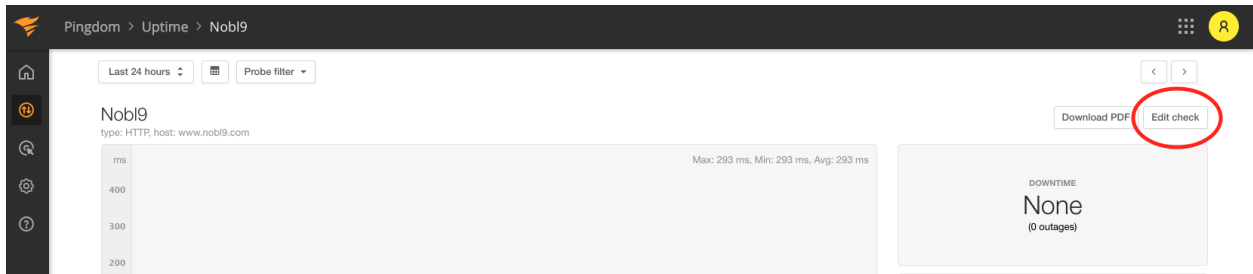 Pingdom > Uptime > Nobl9
Last 24 hours Probe filter
Nobl9
type: HTTP, host: www.nobl9.com
Download PDF Edit check
ms Max: 293 ms, Min: 293 ms, Avg: 293 ms
400
300
200
DOWNTIME
None
(0 outages)